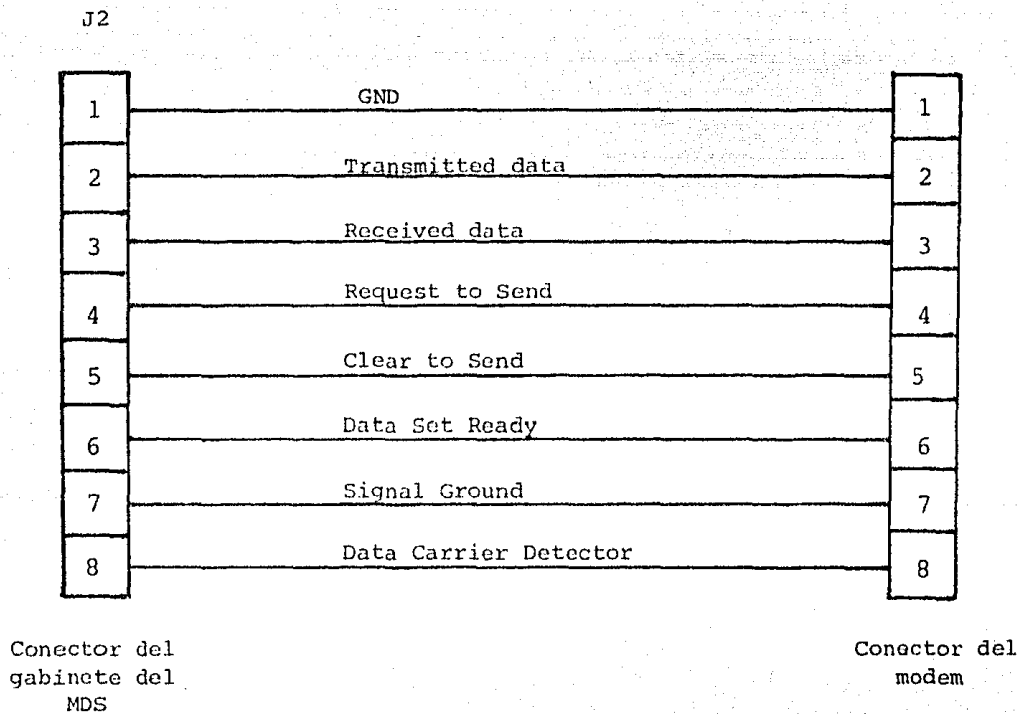 J2
1 GND 1
2 Transmitted data 2
3 Received data 3
4 Request to Send 4
5 Clear to Send 5
6 Data Set Ready 6
7 Signal Ground 7
8 Data Carrier Detector 8
Conector del
gabinete del
MDS
Conector del
modem